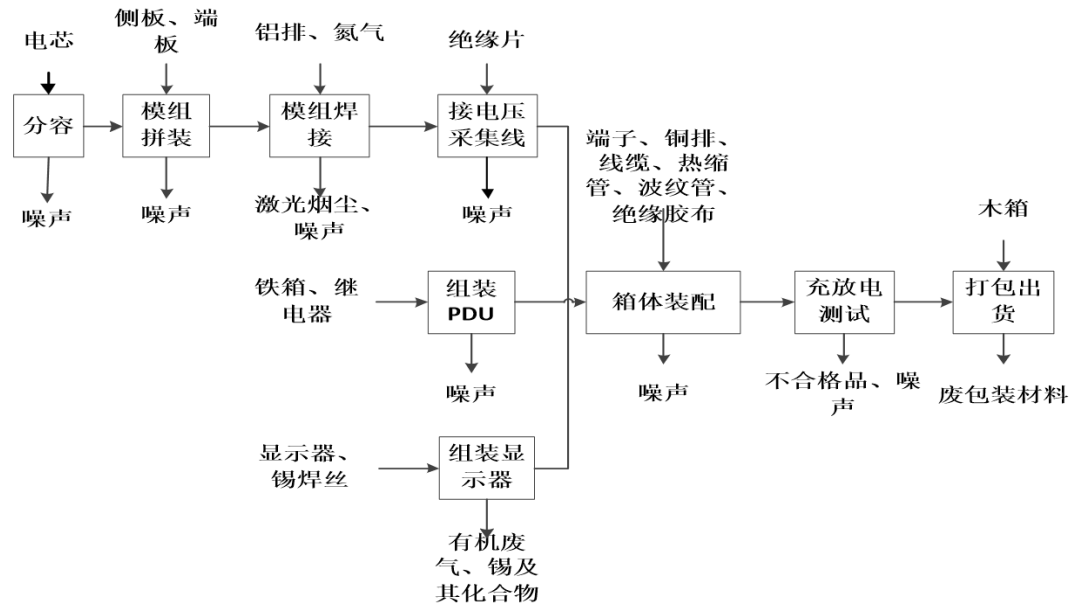 电芯
侧板、端
板
铝排、氮气
绝缘片
分容
模组
拼装
模组焊
接
接电压
采集线
噪声
噪声
激光烟尘、
噪声
噪声
端子、铜排、
线缆、热缩
管、波纹管、
绝缘胶布
木箱
铁箱、继
电器
组装
PDU
箱体装配
充放电
测试
打包出
货
噪声
噪声
不合格品、噪
声
废包装材料
显示器、
锡焊丝
组装显
示器
有机废
气、锡及
其化合物